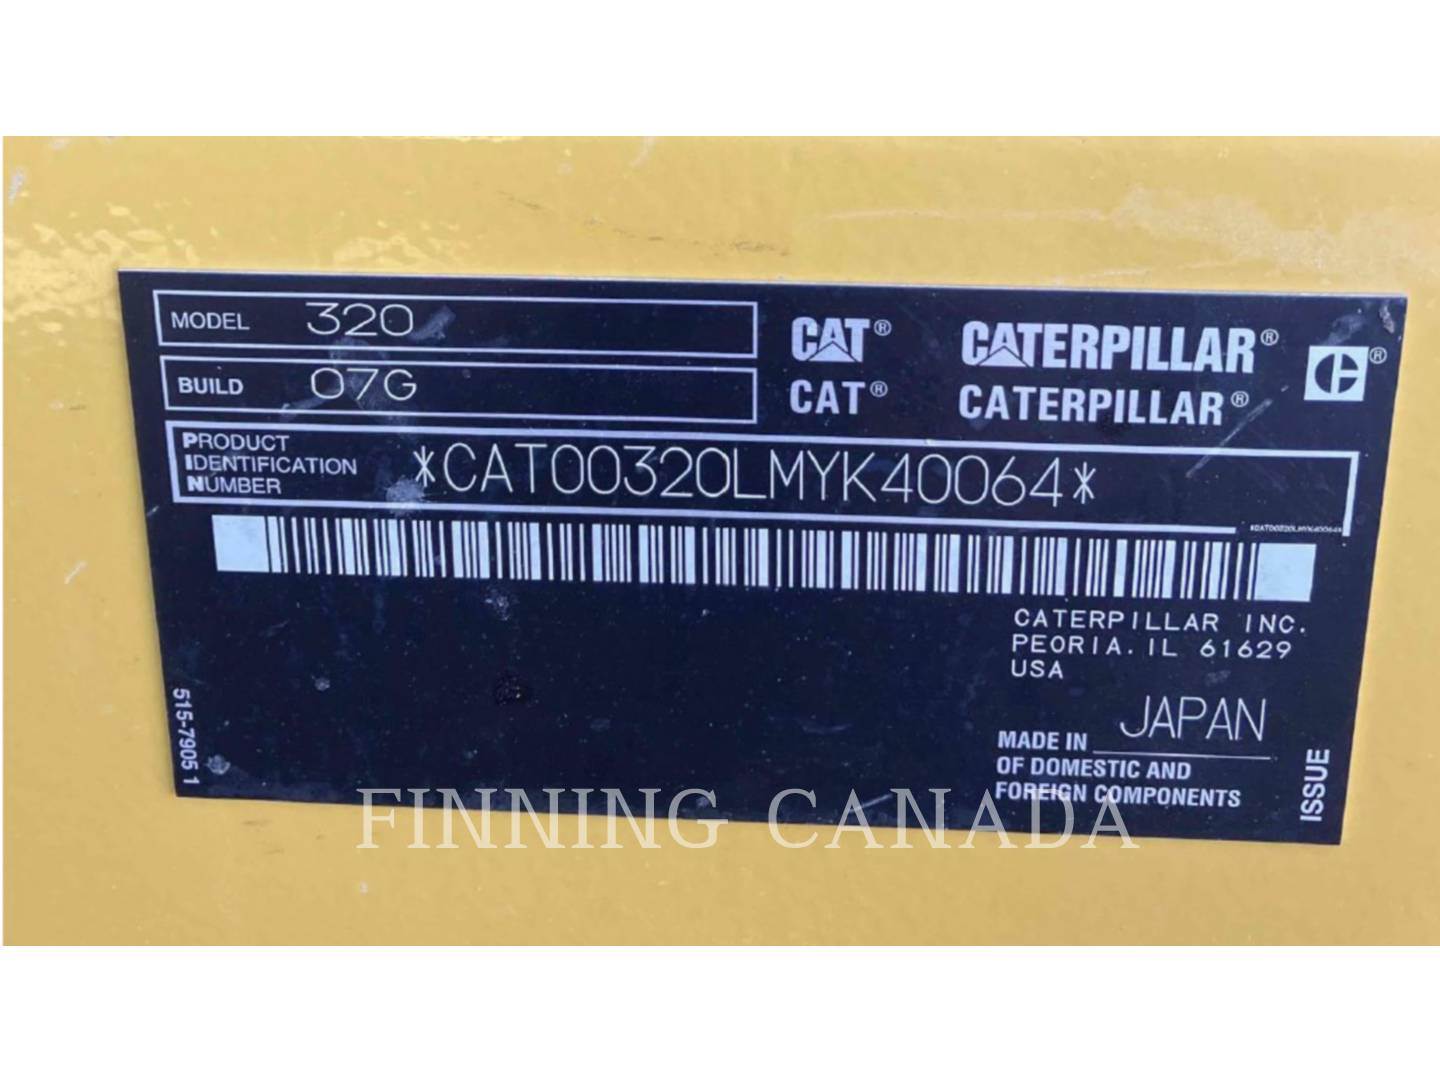 MODEL 320
BUILD 07G
CAT® CATERPILLAR® ®
CAT® CATERPILLAR®
PRODUCT
IDENTIFICATION
NUMBER
*CAT00320LMYK40064*
*CAT00320LMYK40064*
CATERPILLAR INC.
PEORIA. IL 61629
USA
MADE IN JAPAN
OF DOMESTIC AND
FOREIGN COMPONENTS
ISSUE
515-7905 1
FINNING CANADA